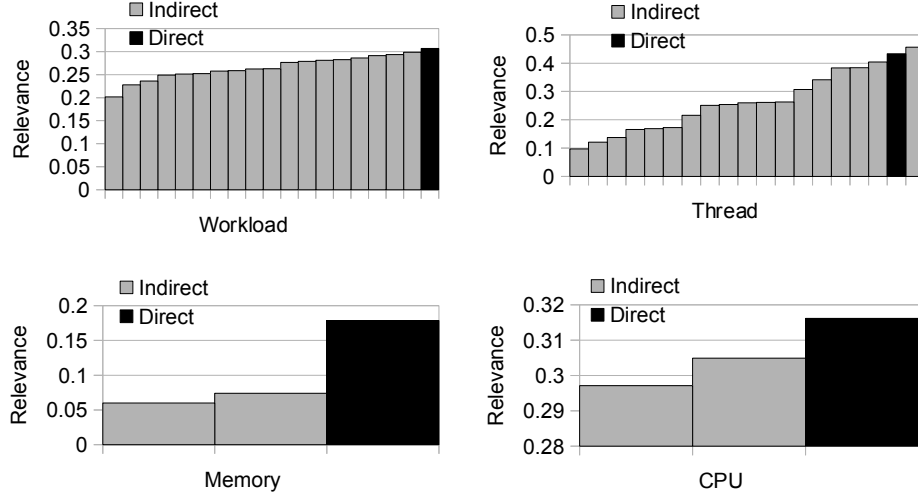 Indirect
Direct
0.35
0.3
0.25
0.2
0.15
0.1
0.05
0
Relevance
Workload
Indirect
Direct
0.5
0.4
0.3
0.2
0.1
0
Relevance
Thread
Indirect
Direct
0.2
0.15
0.1
0.05
0
Relevance
Memory
Indirect
Direct
0.32
0.31
0.3
0.29
0.28
Relevance
CPU